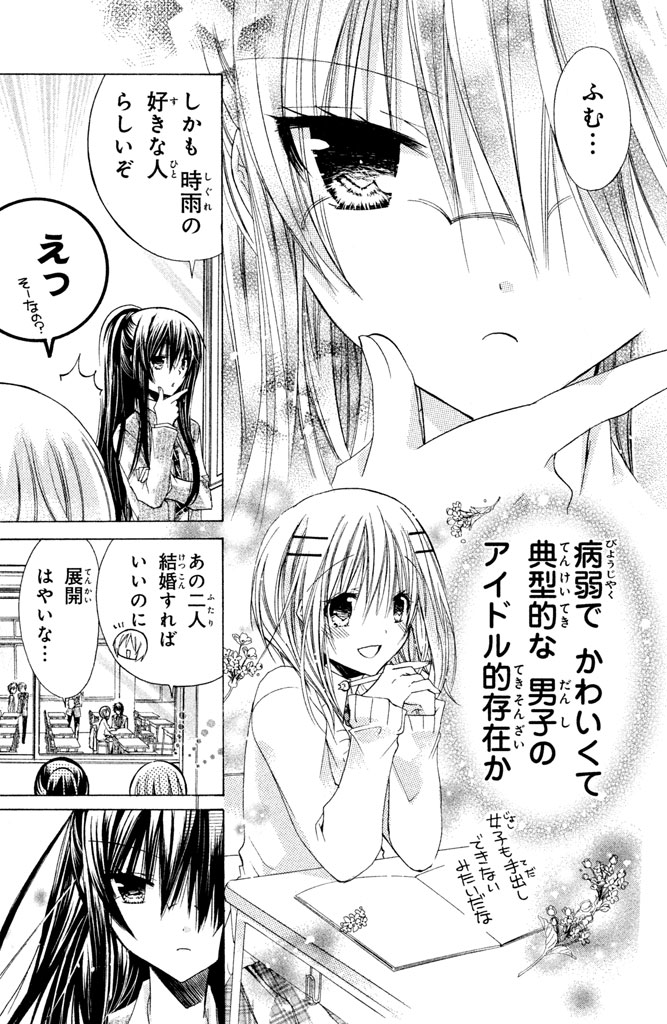 ふむ…
病弱で かわいくて
典型的な 男子の
アイドル的存在か
女子も手出し
できない
みたいだな
しかも 時雨の
好きな人
らしいぞ
えっ
そーなの?
あの二人
結婚すれば
いいのに
展開
はやいな…